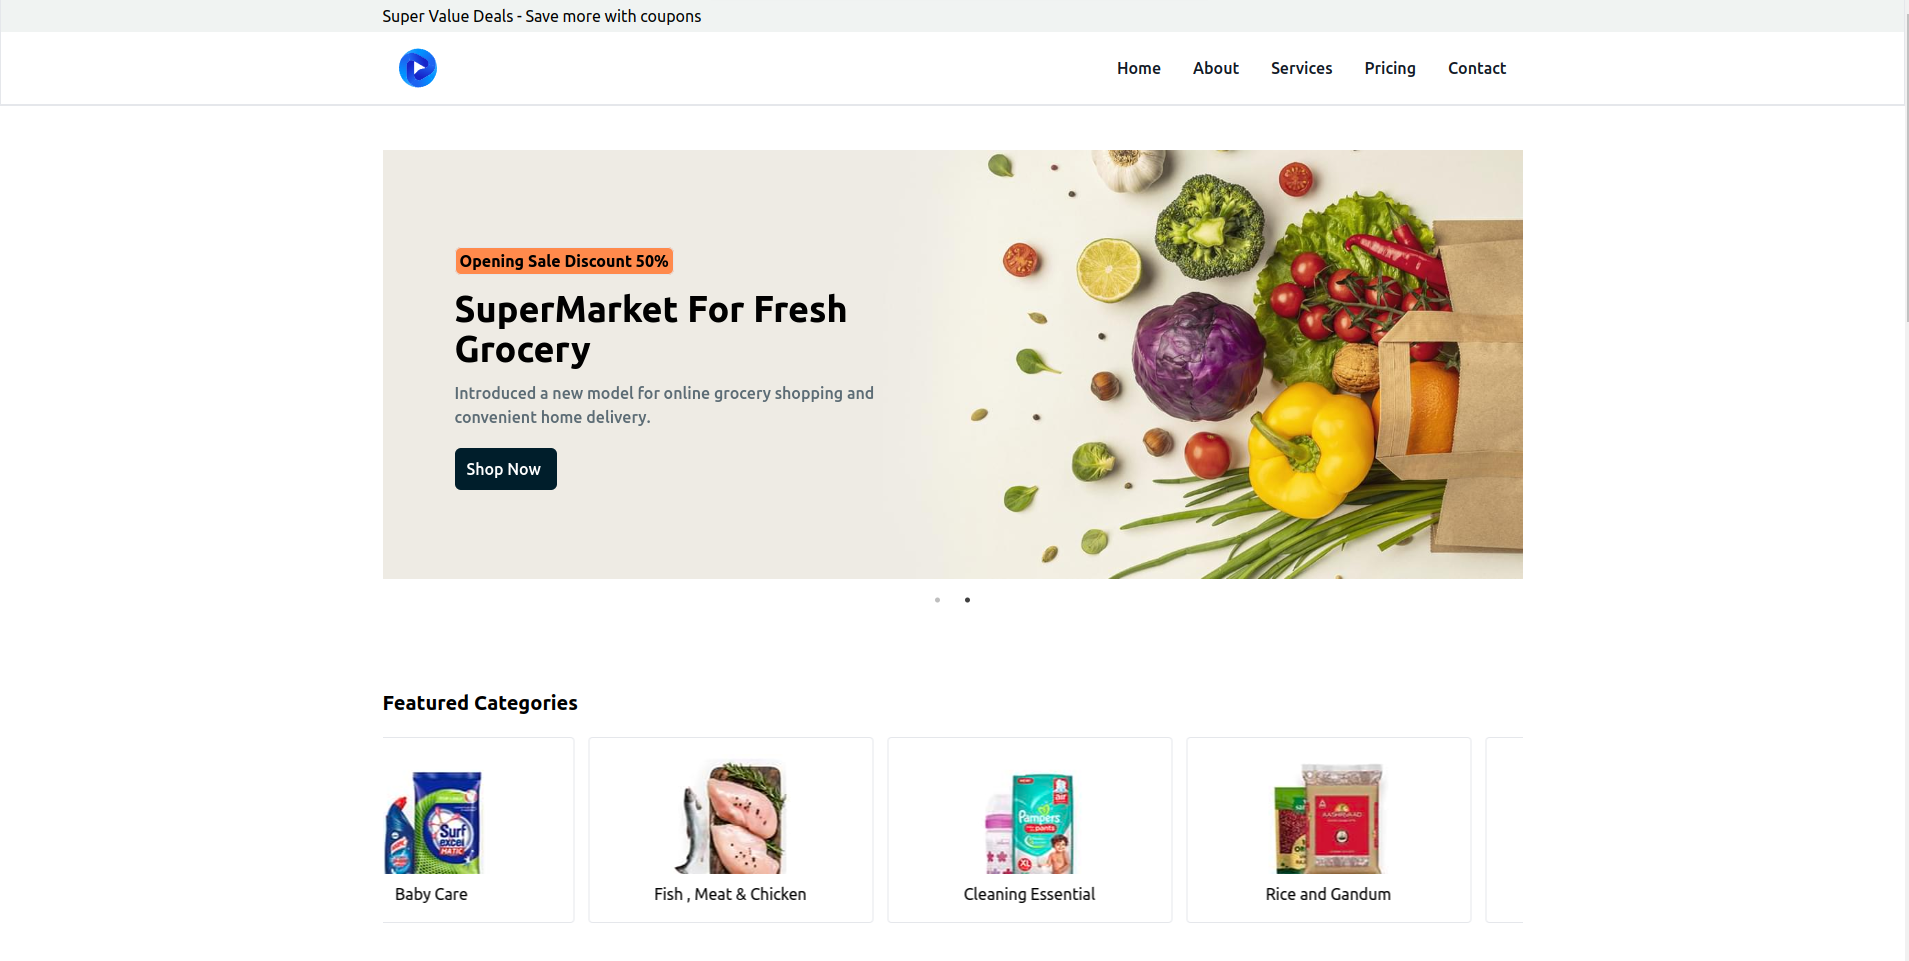 Super Value Deals - Save more with coupons
Home About Services Pricing Contact
Opening Sale Discount 50%
SuperMarket For Fresh
Grocery
Introduced a new model for online grocery shopping and
convenient home delivery.
Shop Now
Featured Categories
Surf
excel
MATIC
Pampers
pants
XL
AASHIRVAAD
Baby Care
Fish , Meat & Chicken
Cleaning Essential
Rice and Gandum